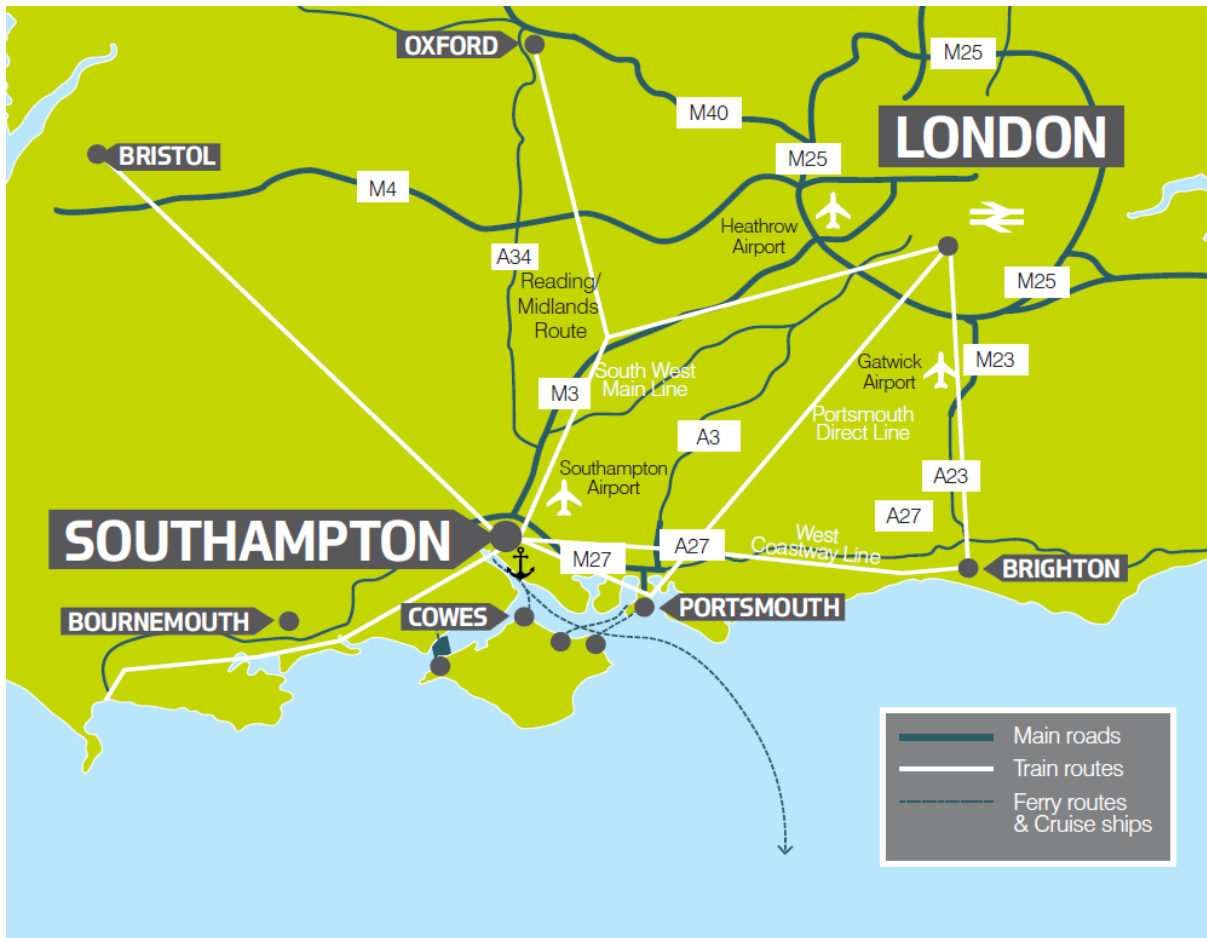 OXFORD
M25
M40
LONDON
BRISTOL
M25
M4
Heathrow
Airport
A34
Reading/
Midlands
Route
M25
South West
Main Line
M3
Gatwick
Airport
M23
Portsmouth
Direct Line
A3
Southampton
Airport
A23
A27
SOUTHAMPTON
West
Coastway Line
A27
M27
BRIGHTON
BOURNEMOUTH
COWES
PORTSMOUTH
Main roads
Train routes
Ferry routes
& Cruise ships